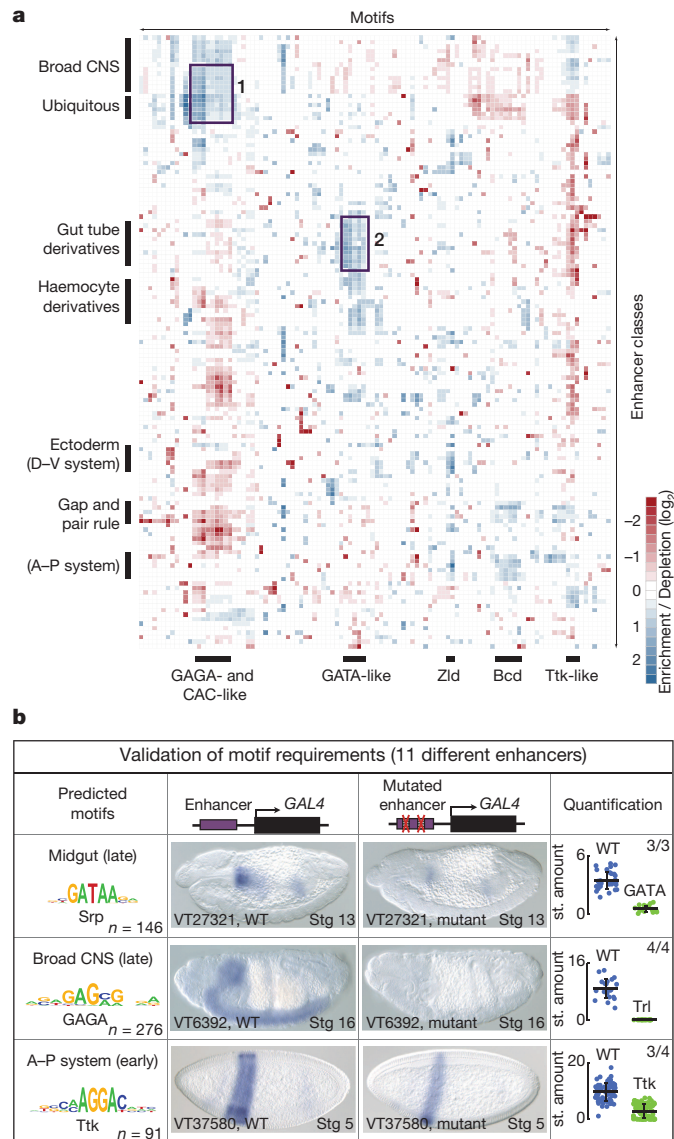 a
Motifs
Broad CNS
Ubiquitous
Gut tube
derivatives
Haemocyte
derivatives
Ectoderm
(D–V system)
Gap and
pair rule
(A–P system)
1
2
Enhancer classes
–2
–1
0
1
2
Enrichment / Depletion (log2)
GAGA- and
CAC-like
GATA-like
Zld
Bcd
Ttk-like
b
Validation of motif requirements (11 different enhancers)
Predicted
motifs
Enhancer
GAL4
Mutated
enhancer
GAL4
Quantification
Midgut (late)
GATAA
Srp
n = 146
VT27321, WT
Stg 13
VT27321, mutant
Stg 13
6
0
st. amount
WT
3/3
GATA
Broad CNS (late)
GAGCG
GAGA
n = 276
VT6392, WT
Stg 16
VT6392, mutant
Stg 16
16
0
st. amount
WT
4/4
Trl
A–P system (early)
AGGAC
Ttk
n = 91
VT37580, WT
Stg 5
VT37580, mutant
Stg 5
20
0
st. amount
WT
3/4
Ttk